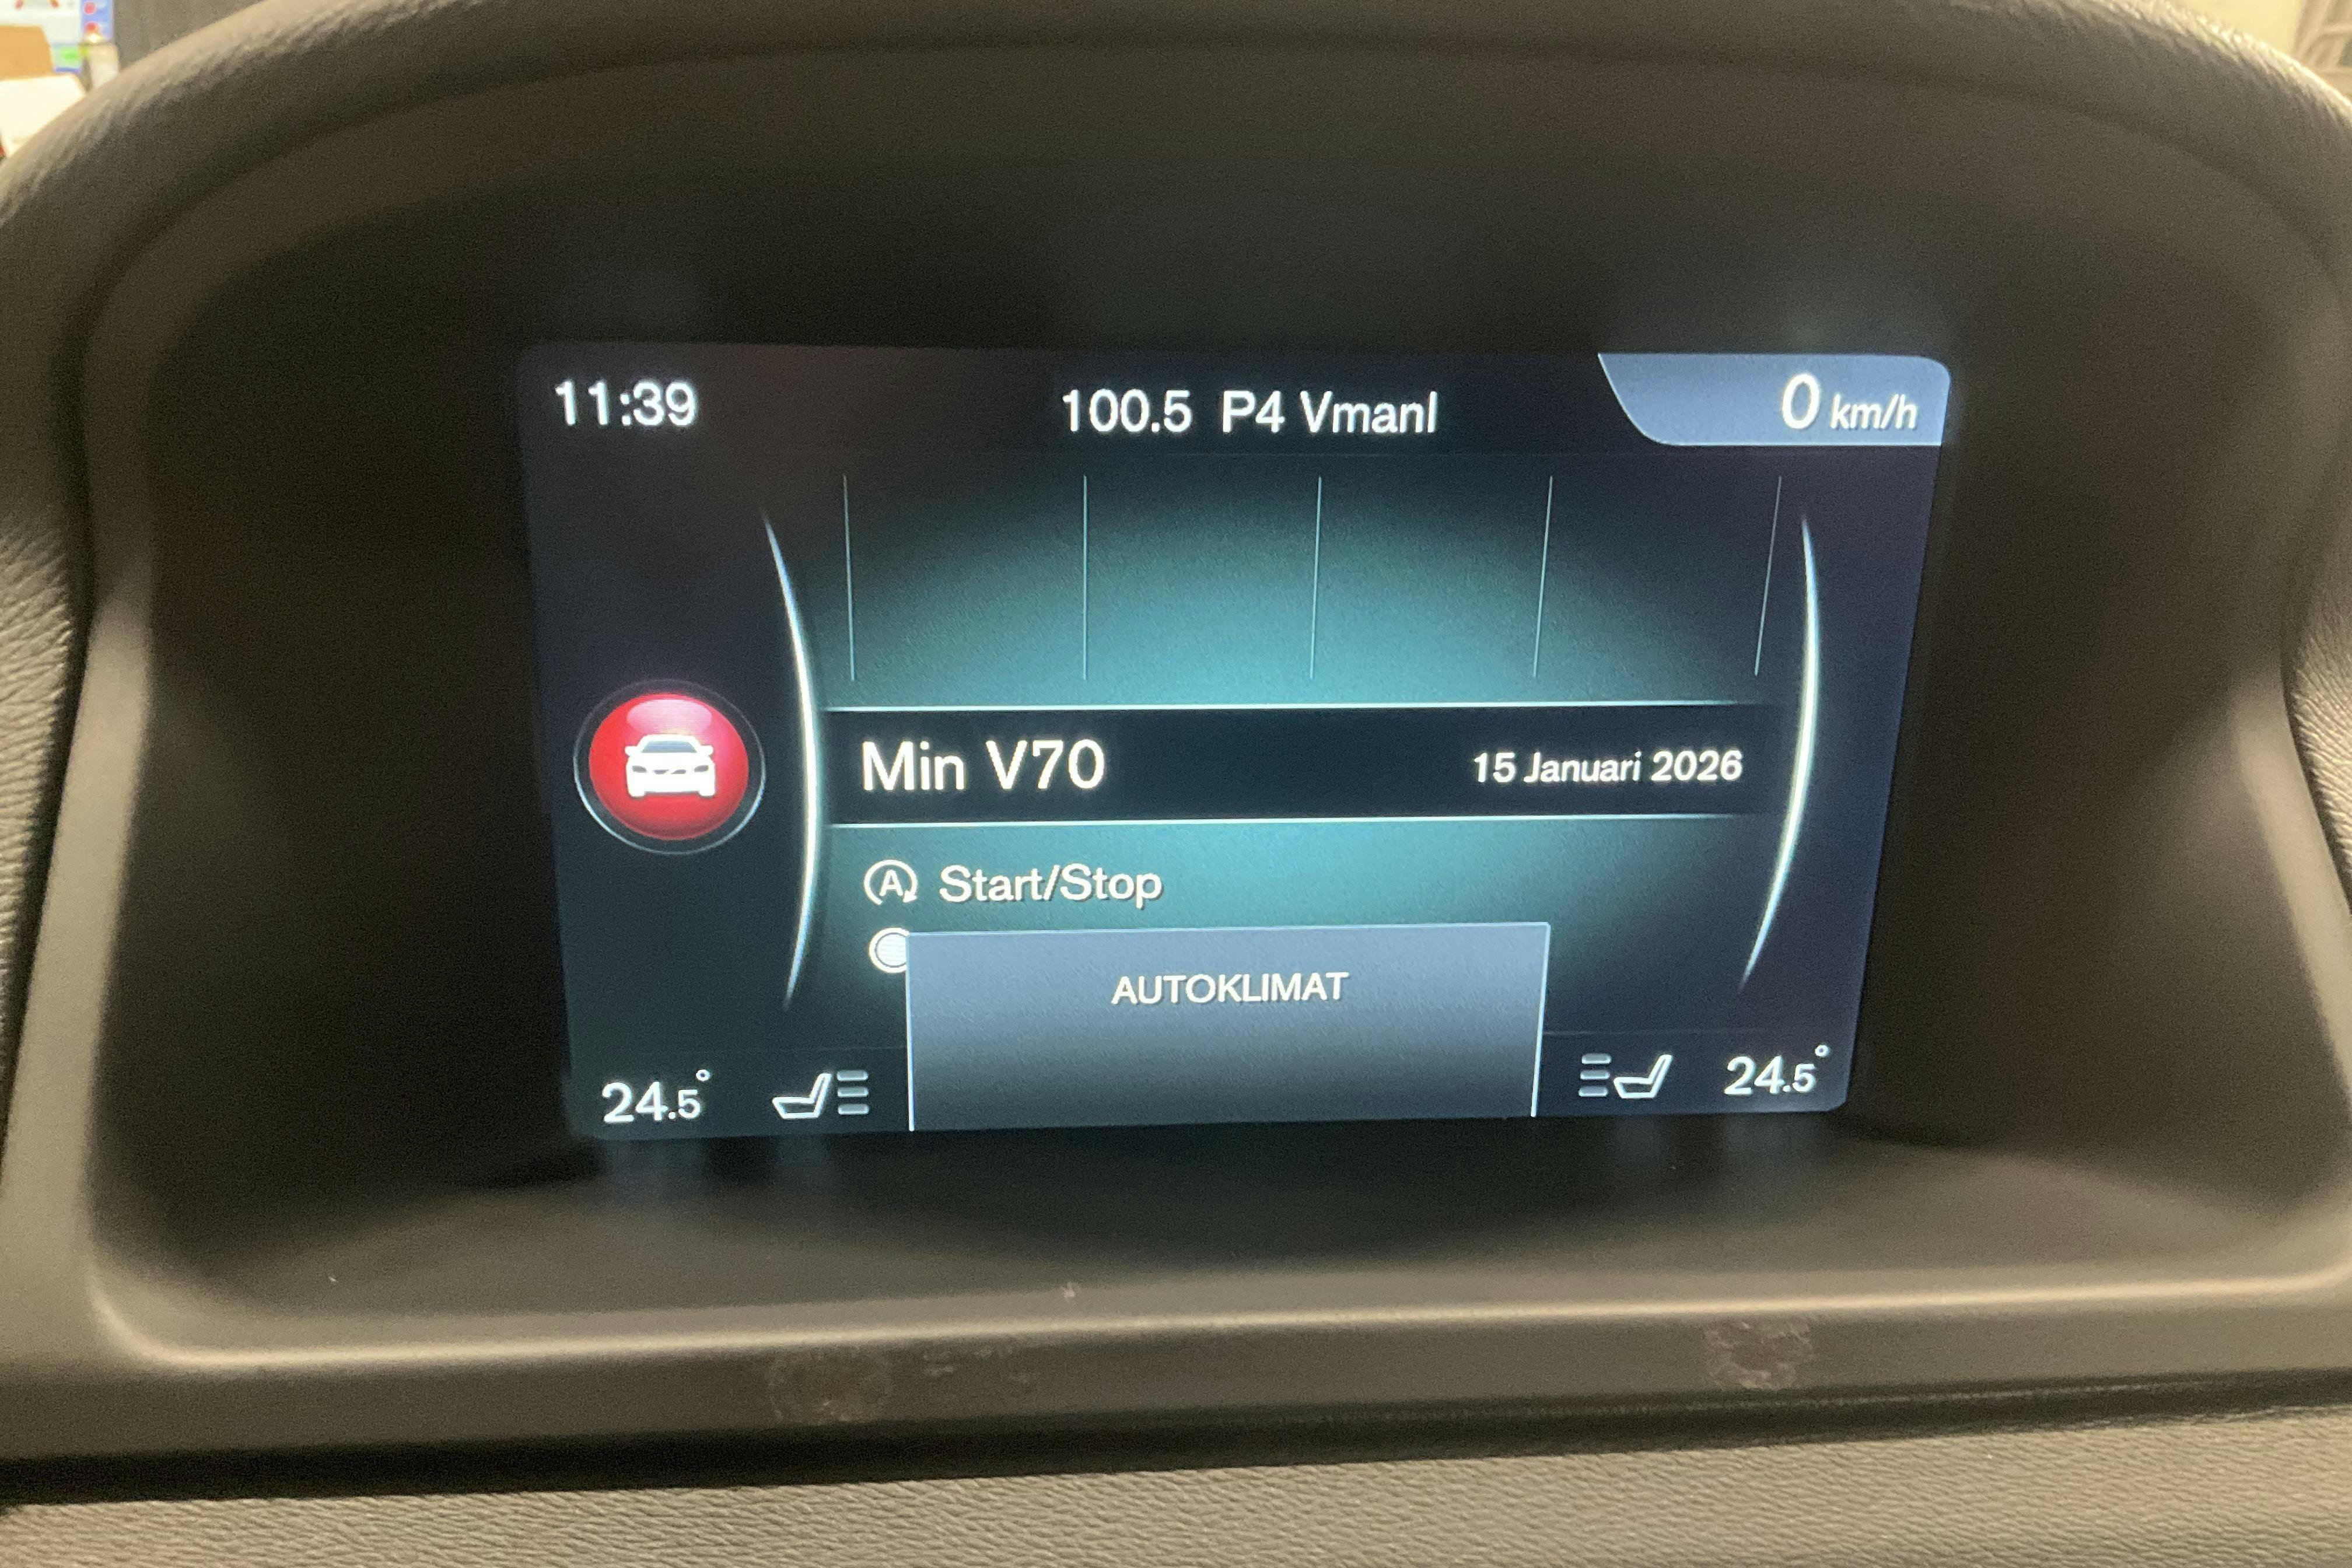 11:39 100.5 P4 Vmanl 0 km/h
Min V70 15 Januari 2026
A Start/Stop
AUTOKLIMAT
24.5° 24.5°